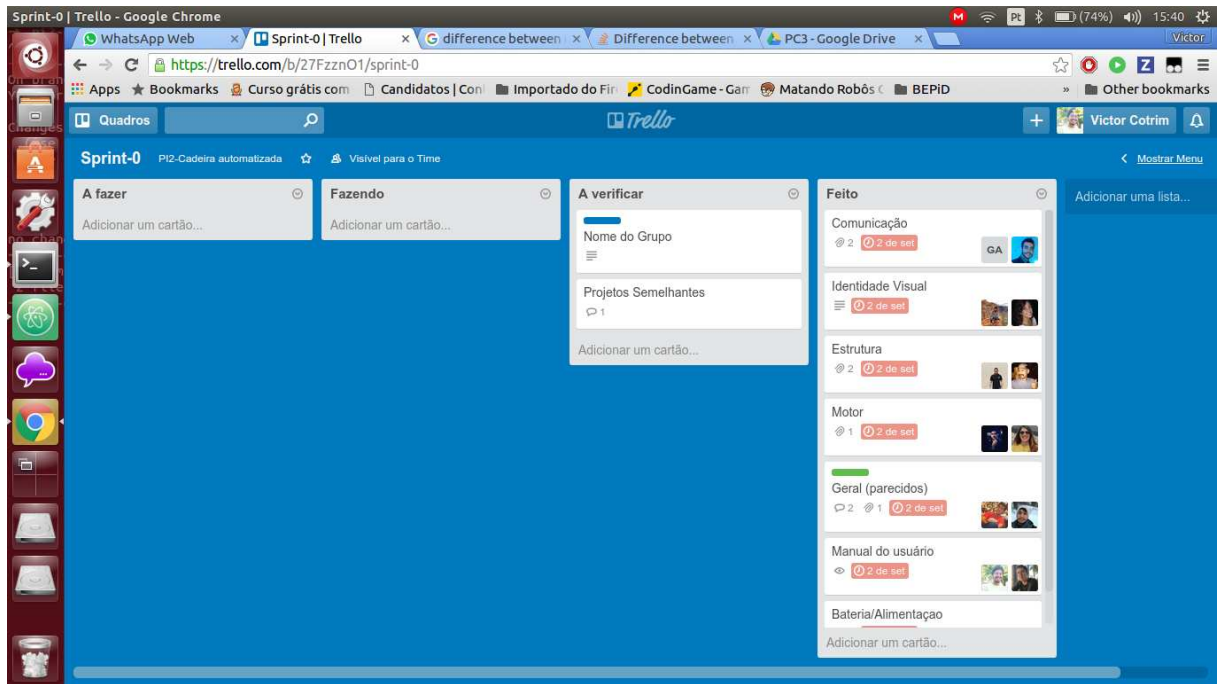 Sprint-0 | Trello - Google Chrome
M Pt (74%) 15:40
WhatsApp Web × Sprint-0 | Trello × G difference between × Difference between × PC3 - Google Drive × Victor
https://trello.com/b/27FzznO1/sprint-0
Apps Bookmarks Curso grátis com Candidatos | Con Importado do Fir CodinGame - Gam Matando Robôs BEPiD » Other bookmarks
Quadros Trello + Victor Cotrim
Sprint-0 PI2-Cadeira automatizada Visível para o Time Mostrar Menu
A fazer
Adicionar um cartão...
Fazendo
Adicionar um cartão...
A verificar
Nome do Grupo
Projetos Semelhantes
1
Adicionar um cartão...
Feito
Comunicação
2 2 de set GA
Identidade Visual
2 de set
Estrutura
2 2 de set
Motor
1 2 de set
Geral (parecidos)
2 1 2 de set
Manual do usuário
2 de set
Bateria/Alimentaçao
Adicionar um cartão...
Adicionar uma lista...